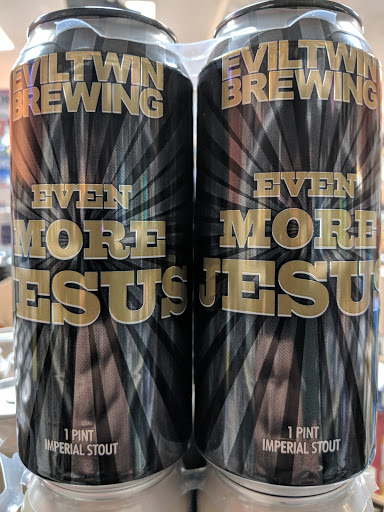 EVILTWIN
BREWING
EVEN
MORE
JESUS
1 PINT
IMPERIAL STOUT
EVILTWIN
BREWING
EVEN
MORE
JESUS
1 PINT
IMPERIAL STOUT